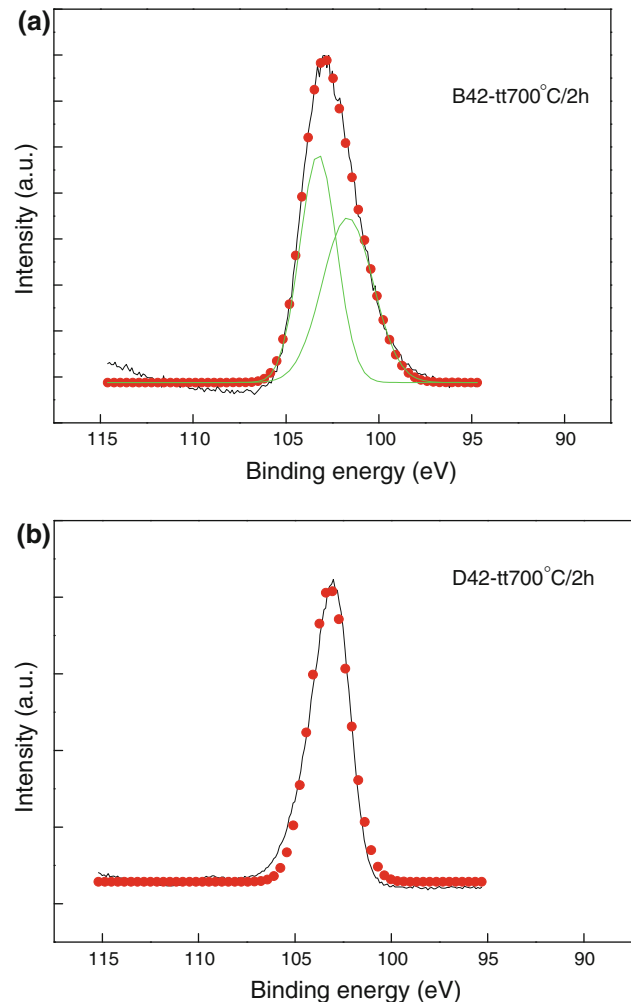 (a)
B42-tt700°C/2h
Intensity (a.u.)
115 110 105 100 95 90
Binding energy (eV)
(b)
D42-tt700°C/2h
Intensity (a.u.)
115 110 105 100 95 90
Binding energy (eV)